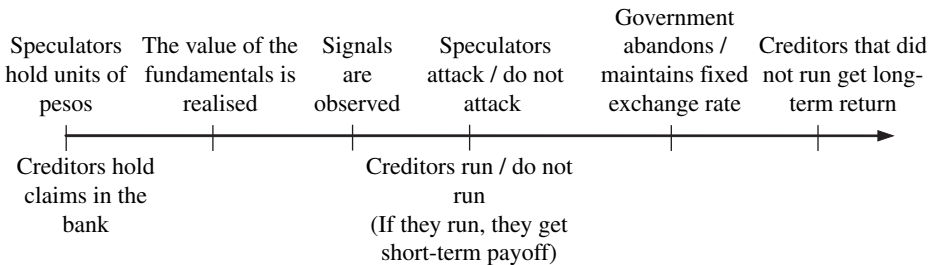 Speculators
hold units of
pesos
The value of the
fundamentals is
realised
Signals
are
observed
Speculators
attack / do not
attack
Government
abandons /
maintains fixed
exchange rate
Creditors that did
not run get long-
term return
Creditors hold
claims in the
bank
Creditors run / do not
run
(If they run, they get
short-term payoff)